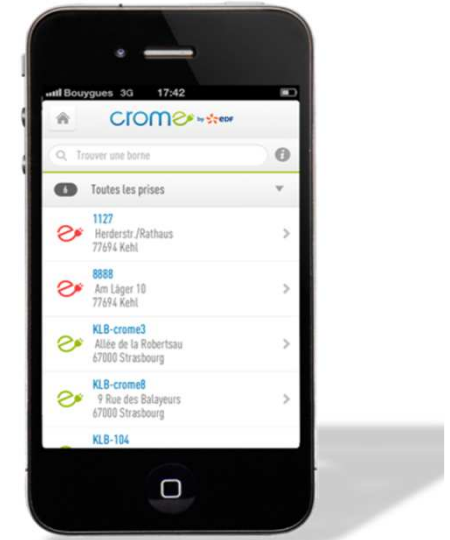 Bouygues 3G 17:42
crome by edf
Trouver une borne
6 Toutes les prises
1127
Herderstr./Rathaus
77694 Kehl
8888
Am Läger 10
77694 Kehl
KLB-crome3
Allée de la Robertsau
67000 Strasbourg
KLB-crome8
9 Rue des Balayeurs
67000 Strasbourg
KLB-104